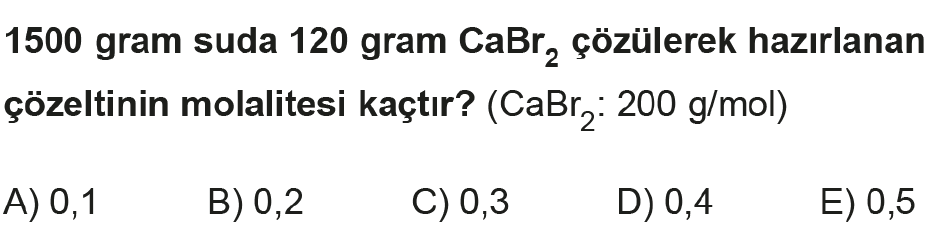 1500 gram suda 120 gram CaBr₂ çözülerek hazırlanan
çözeltinin molalitesi kaçtır? (CaBr₂: 200 g/mol)
A) 0,1 B) 0,2 C) 0,3 D) 0,4 E) 0,5